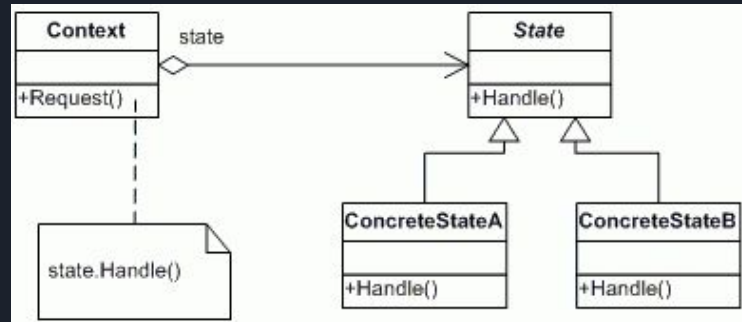 Context
state
State
+Request()
+Handle()
state.Handle()
ConcreteStateA
ConcreteStateB
+Handle()
+Handle()